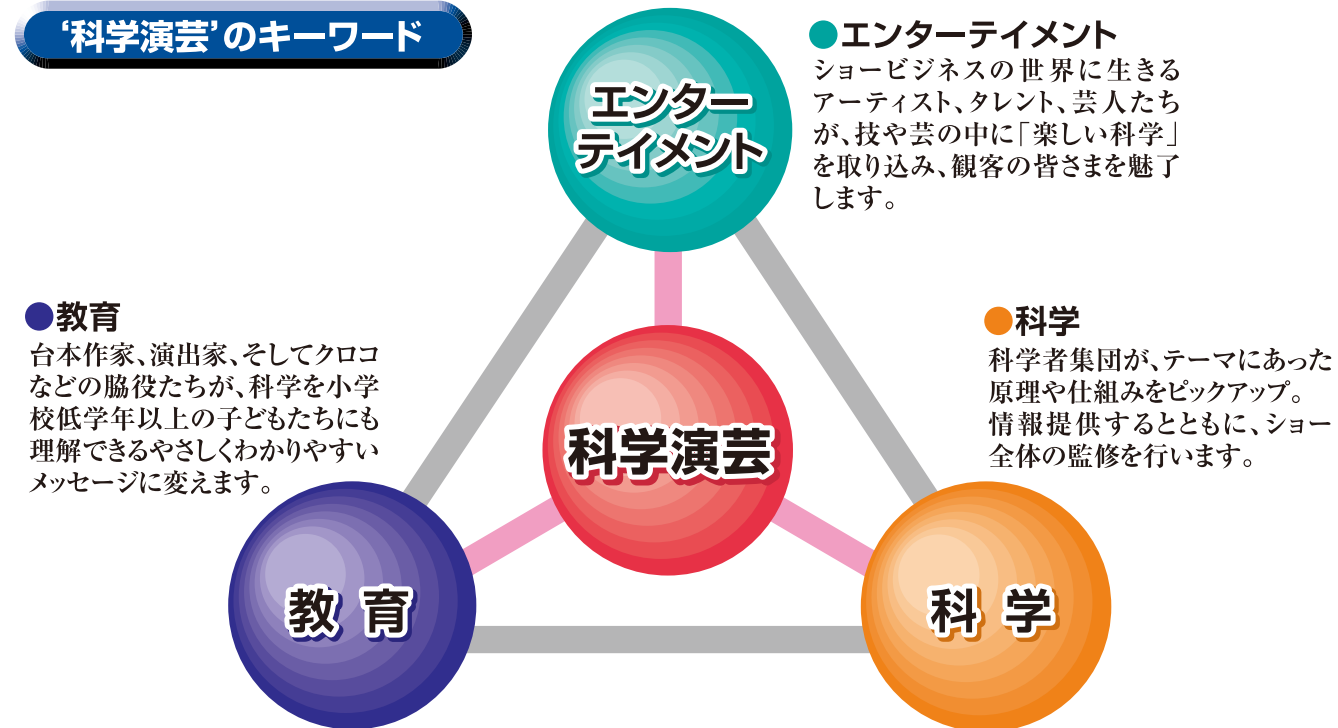 ‘科学演芸’のキーワード
●エンターテイメント
ショービジネスの世界に生きる
アーティスト、タレント、芸人たち
が、技や芸の中に「楽しい科学」
を取り込み、観客の皆さまを魅了
します。
エンター
テイメント
●教育
台本作家、演出家、そしてクロコ
などの脇役たちが、科学を小学
校低学年以上の子どもたちにも
理解できるやさしくわかりやすい
メッセージに変えます。
●科学
科学者集団が、テーマにあった
原理や仕組みをピックアップ。
情報提供するとともに、ショー
全体の監修を行います。
科学演芸
教育
科学